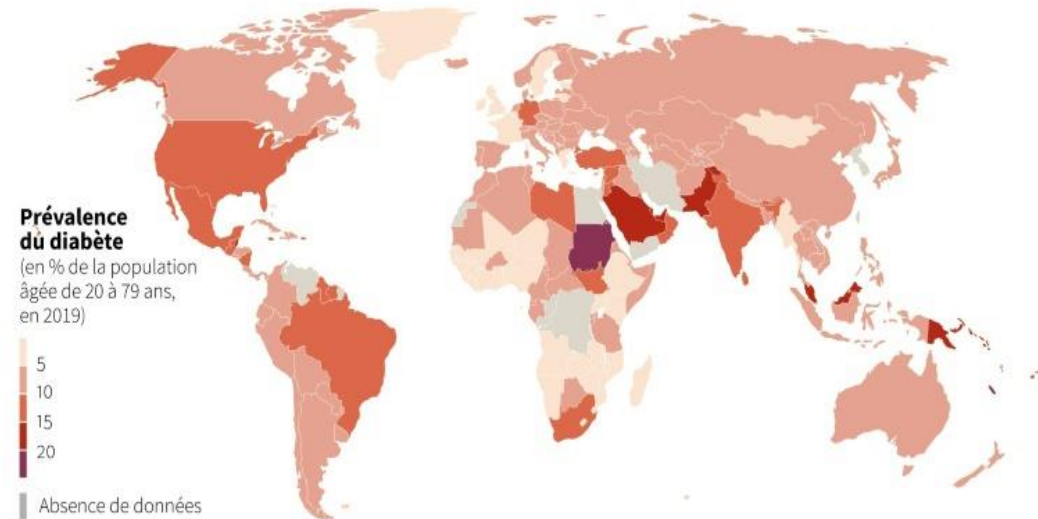 Prévalence
du diabète
(en % de la population
âgée de 20 à 79 ans,
en 2019)
5
10
15
20
Absence de données